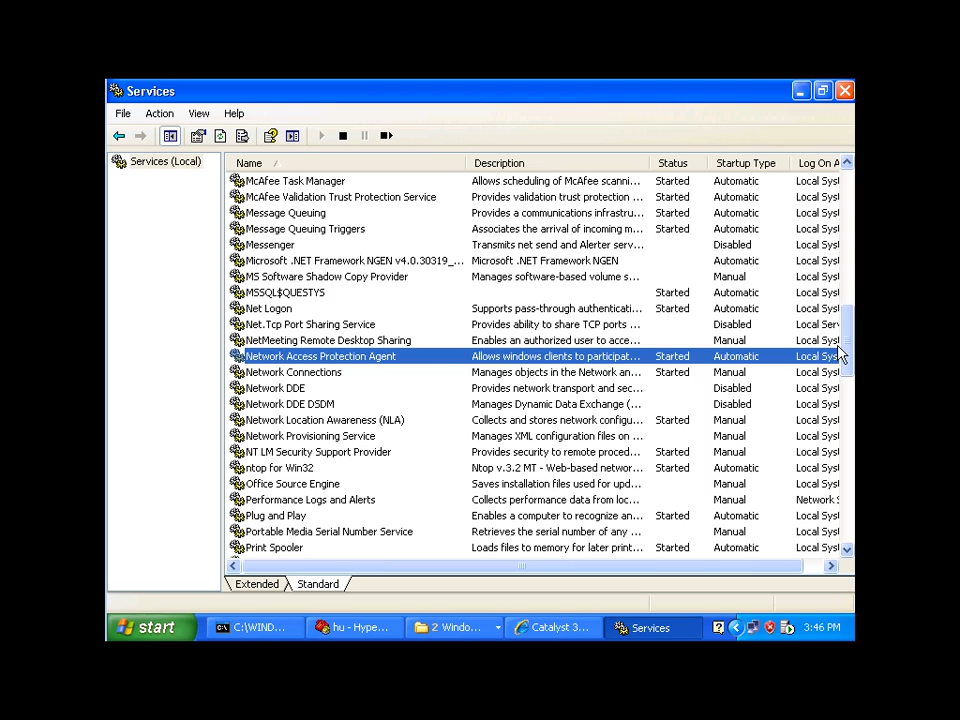 Services
File Action View Help
Services (Local)
Name Description Status Startup Type Log On A
McAfee Task Manager Allows scheduling of McAfee scanni... Started Automatic Local Syst
McAfee Validation Trust Protection Service Provides validation trust protection ... Started Automatic Local Syst
Message Queuing Provides a communications infrastru... Started Automatic Local Syst
Message Queuing Triggers Associates the arrival of incoming m... Started Automatic Local Syst
Messenger Transmits net send and Alerter serv... Disabled Local Syst
Microsoft .NET Framework NGEN v4.0.30319_... Microsoft .NET Framework NGEN Automatic Local Syst
MS Software Shadow Copy Provider Manages software-based volume s... Manual Local Syst
MSSQL$QUESTYS Started Automatic Local Syst
Net Logon Supports pass-through authenticati... Started Automatic Local Syst
Net.Tcp Port Sharing Service Provides ability to share TCP ports ... Disabled Local Serv
NetMeeting Remote Desktop Sharing Enables an authorized user to acce... Manual Local Syst
Network Access Protection Agent Allows windows clients to participat... Started Automatic Local Sys
Network Connections Manages objects in the Network an... Started Manual Local Syst
Network DDE Provides network transport and sec... Disabled Local Syst
Network DDE DSDM Manages Dynamic Data Exchange (... Disabled Local Syst
Network Location Awareness (NLA) Collects and stores network configu... Started Manual Local Syst
Network Provisioning Service Manages XML configuration files on ... Manual Local Syst
NT LM Security Support Provider Provides security to remote proced... Started Manual Local Syst
ntop for Win32 Ntop v.3.2 MT - Web-based networ... Started Automatic Local Syst
Office Source Engine Saves installation files used for upd... Manual Local Syst
Performance Logs and Alerts Collects performance data from loc... Manual Network S
Plug and Play Enables a computer to recognize an... Started Automatic Local Syst
Portable Media Serial Number Service Retrieves the serial number of any ... Manual Local Syst
Print Spooler Loads files to memory for later print... Started Automatic Local Syst
Extended Standard
start C:\WIND... hu - Hype... 2 Windo... Catalyst 3... Services 3:46 PM